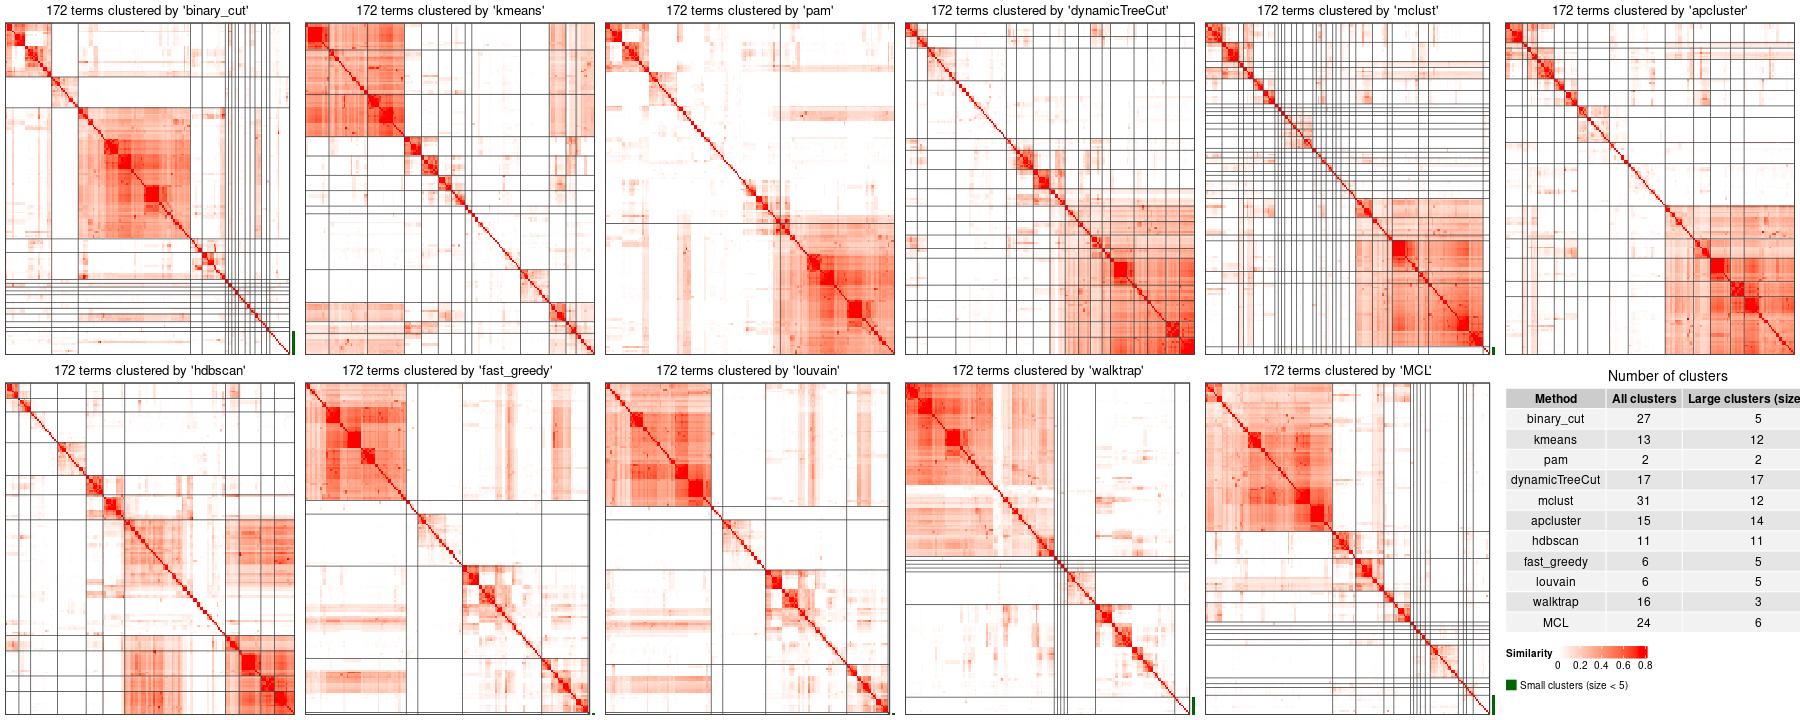 172 terms clustered by 'binary_cut'
172 terms clustered by 'kmeans'
172 terms clustered by 'pam'
172 terms clustered by 'dynamicTreeCut'
172 terms clustered by 'mclust'
172 terms clustered by 'apcluster'
172 terms clustered by 'hdbscan'
172 terms clustered by 'fast_greedy'
172 terms clustered by 'louvain'
172 terms clustered by 'walktrap'
172 terms clustered by 'MCL'
Number of clusters
Method All clusters Large clusters (size
binary_cut 27 5
kmeans 13 12
pam 2 2
dynamicTreeCut 17 17
mclust 31 12
apcluster 15 14
hdbscan 11 11
fast_greedy 6 5
louvain 6 5
walktrap 16 3
MCL 24 6
Similarity
0 0.2 0.4 0.6 0.8
Small clusters (size < 5)